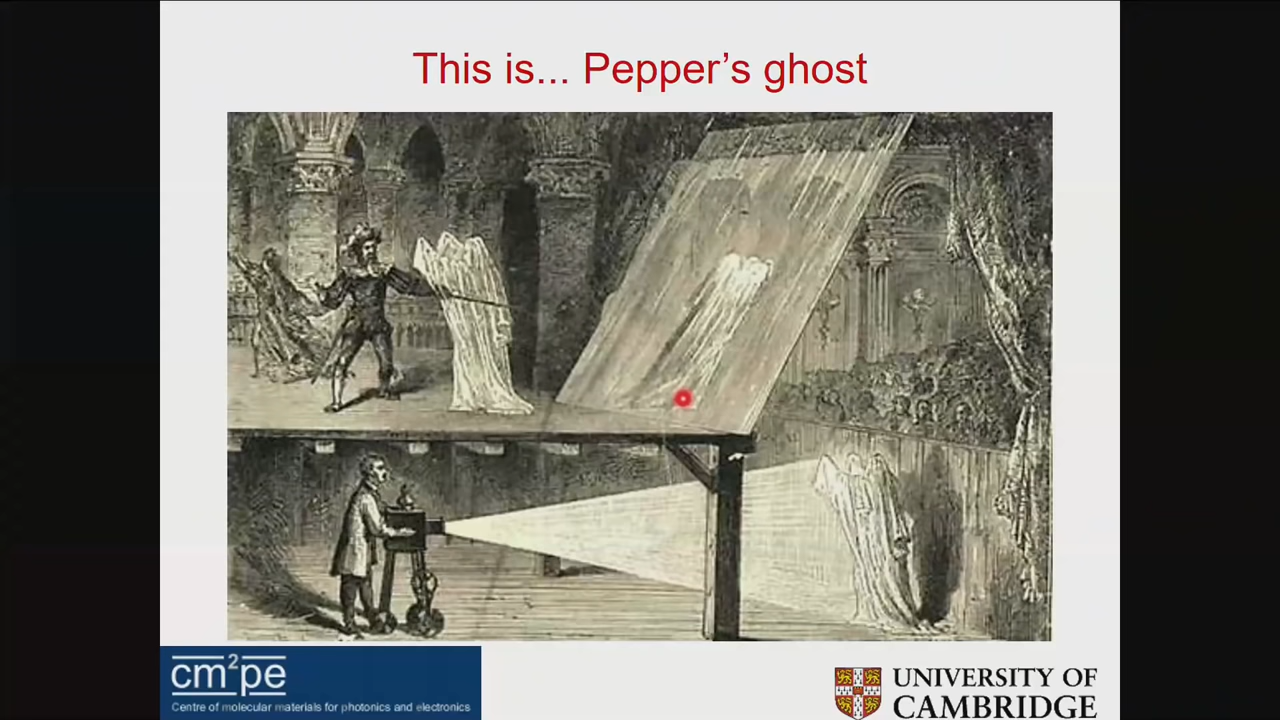 This is... Pepper’s ghost
cm²pe
Centre of molecular materials for photonics and electronics
UNIVERSITY OF
CAMBRIDGE